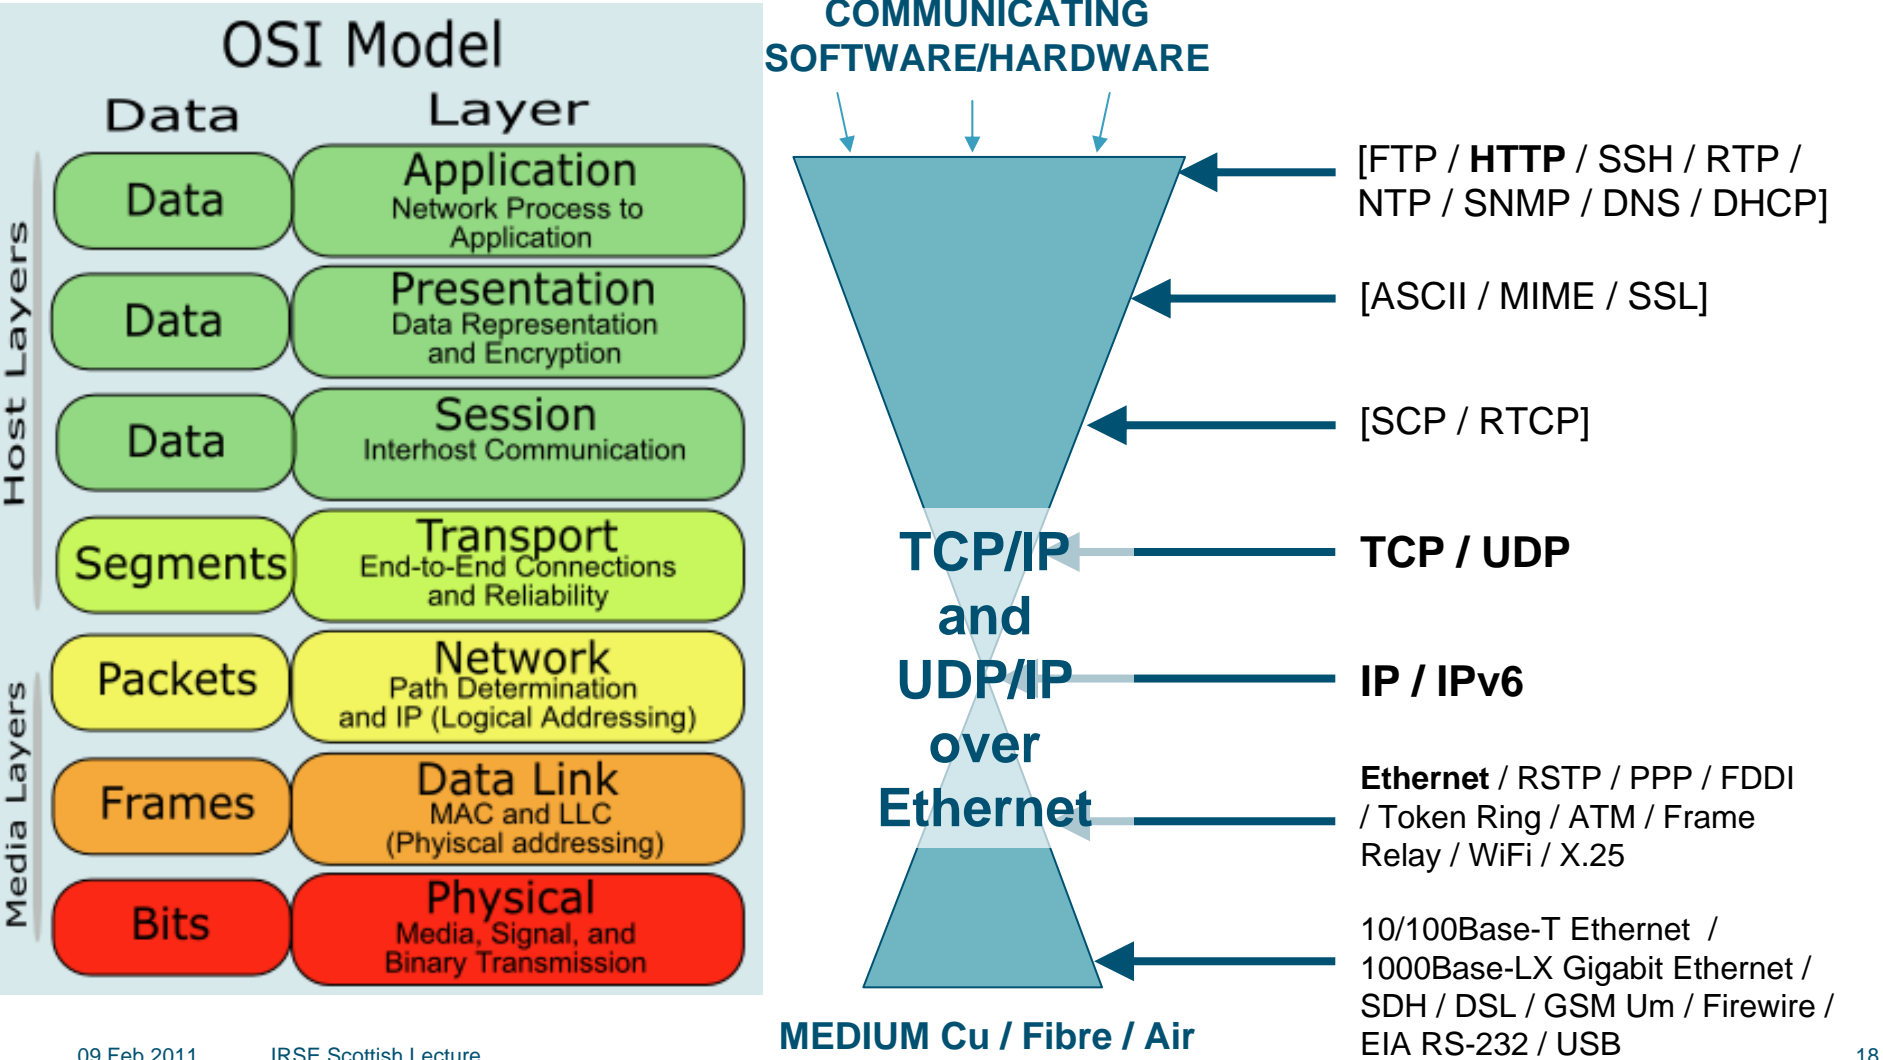 OSI Model
Data
Layer
Host Layers
Media Layers
Data
Application
Network Process to
Application
Data
Presentation
Data Representation
and Encryption
Data
Session
Interhost Communication
Segments
Transport
End-to-End Connections
and Reliability
Packets
Network
Path Determination
and IP (Logical Addressing)
Frames
Data Link
MAC and LLC
(Phyiscal addressing)
Bits
Physical
Media, Signal, and
Binary Transmission
COMMUNICATING
SOFTWARE/HARDWARE
TCP/IP
and
UDP/IP
over
Ethernet
MEDIUM Cu / Fibre / Air
[FTP / HTTP / SSH / RTP /
NTP / SNMP / DNS / DHCP]
[ASCII / MIME / SSL]
[SCP / RTCP]
TCP / UDP
IP / IPv6
Ethernet / RSTP / PPP / FDDI
/ Token Ring / ATM / Frame
Relay / WiFi / X.25
10/100Base-T Ethernet /
1000Base-LX Gigabit Ethernet /
SDH / DSL / GSM Um / Firewire /
EIA RS-232 / USB
09 Feb 2011
IRSE Scottish Lecture
18